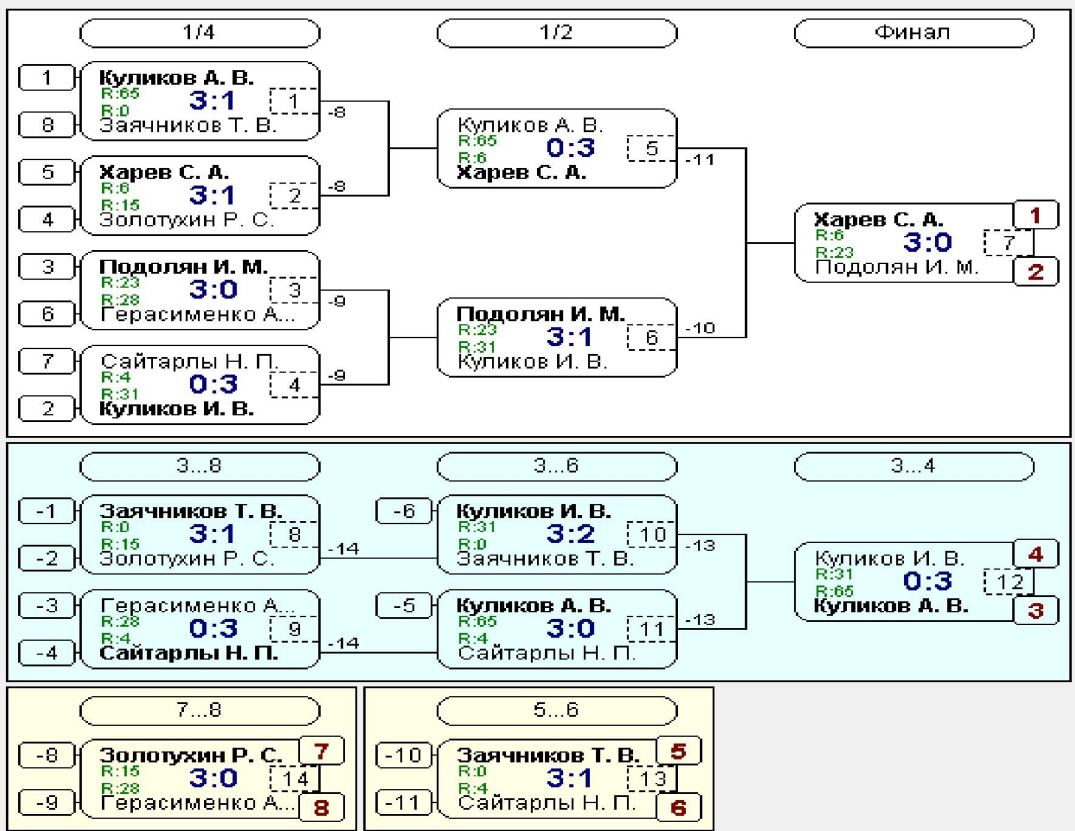 1/4 1/2 Финал
1 Куликов А. В.
R:65 3:1 1 -8
R:0
8 Заячников Т. В.
Куликов А. В.
R:65 0:3 5 -11
R:6
Харев С. А.
5 Харев С. А.
R:6 3:1 2 -8
R:15
4 Золотухин Р. С.
Харев С. А. 1
R:6 3:0 7
R:23
Подолян И. М. 2
3 Подолян И. М.
R:23 3:0 3 -9
R:28
6 Герасименко А...
Подолян И. М.
R:23 3:1 6 -10
R:31
Куликов И. В.
7 Сайтарлы Н. П.
R:4 0:3 4 -9
R:31
2 Куликов И. В.
3...8 3...6 3...4
-1 Заячников Т. В.
R:0 3:1 8 -14
R:15
-2 Золотухин Р. С.
-6 Куликов И. В.
R:31 3:2 10 -13
R:0
Заячников Т. В.
Куликов И. В. 4
R:31 0:3 12
R:65
Куликов А. В. 3
-3 Герасименко А...
R:28 0:3 9 -14
R:4
-4 Сайтарлы Н. П.
-5 Куликов А. В.
R:65 3:0 11 -13
R:4
Сайтарлы Н. П.
7...8 5...6
-8 Золотухин Р. С. 7
R:15 3:0 14
R:28
-9 Герасименко А... 8
-10 Заячников Т. В. 5
R:0 3:1 13
R:4
-11 Сайтарлы Н. П. 6